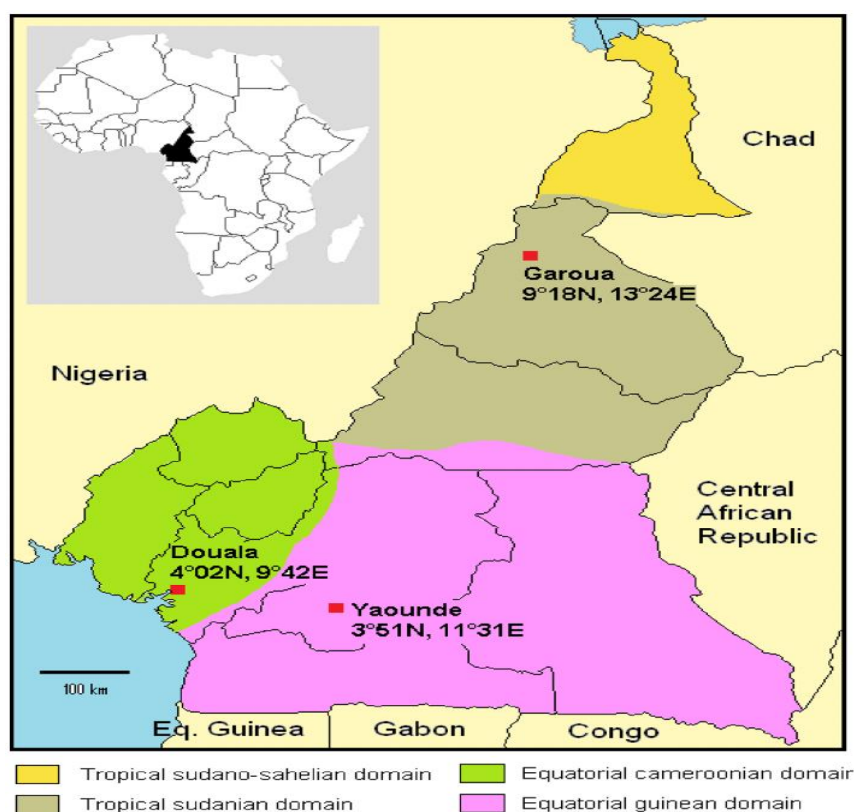 Chad
Garoua
9°18N, 13°24E
Nigeria
Central
African
Republic
Douala
4°02N, 9°42E
Yaounde
3°51N, 11°31E
100 km
Eq. Guinea
Gabon
Congo
Tropical sudano-sahelian domain
Equatorial cameroonian domain
Tropical sudanian domain
Equatorial guinean domain